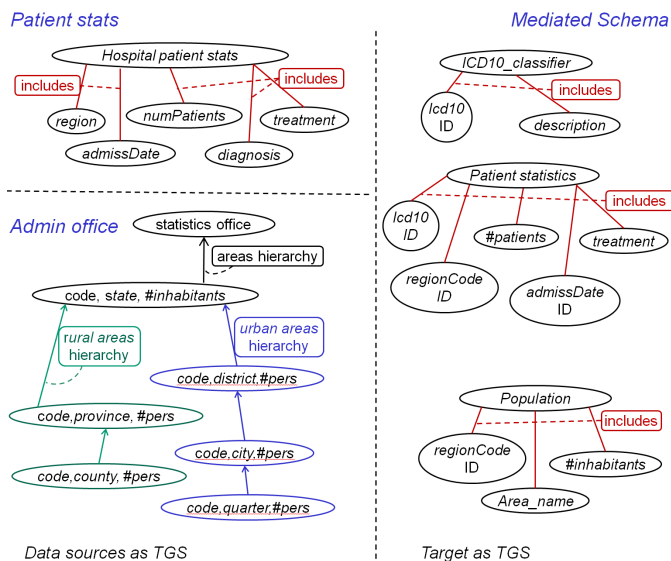 Patient stats
Hospital patient stats
includes
includes
region
numPatients
treatment
admissDate
diagnosis
Admin office
statistics office
areas hierarchy
code, state, #inhabitants
rural areas
hierarchy
urban areas
hierarchy
code,district,#pers
code,province, #pers
code,city,#pers
code,county, #pers
code,quarter,#pers
Data sources as TGS
Mediated Schema
ICD10_classifier
includes
Icd10
ID
description
Patient statistics
includes
Icd10
ID
#patients
treatment
regionCode
ID
admissDate
ID
Population
includes
regionCode
ID
#inhabitants
Area_name
Target as TGS